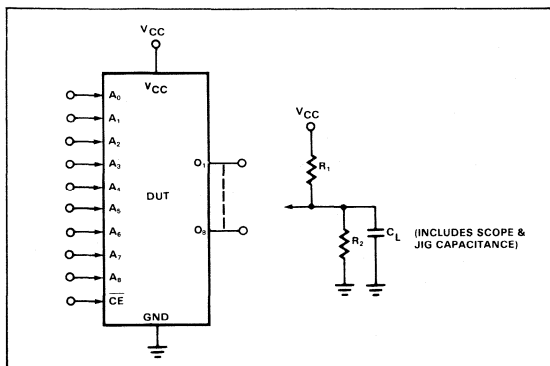 VCC
VCC
A0
A1
A2
A3
A4
A5
A6
A7
A8
CE
DUT
O1
O8
GND
VCC
R1
R2
CL
(INCLUDES SCOPE &
JIG CAPACITANCE)